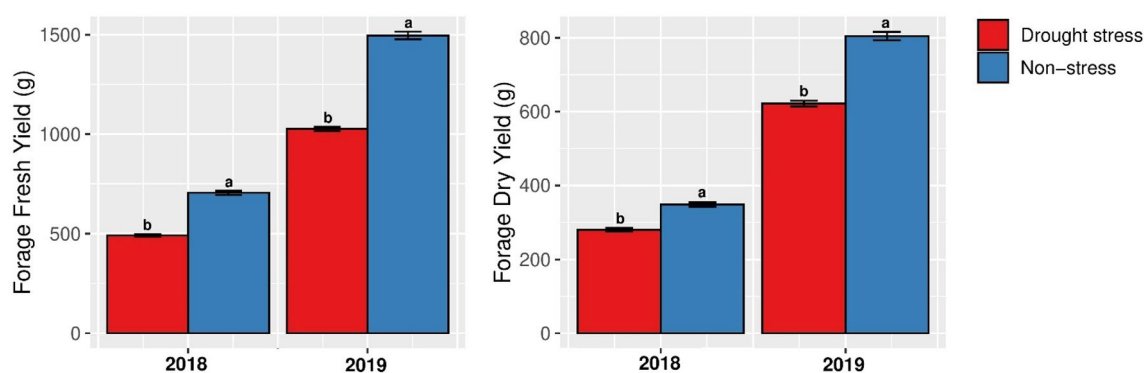 Forage Fresh Yield (g)
1500
1000
500
0
b
a
b
a
2018
2019
Forage Dry Yield (g)
800
600
400
200
0
b
a
b
a
2018
2019
Drought stress
Non-stress